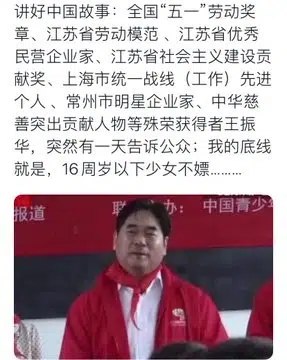 讲好中国故事：全国“五一”劳动奖
章、江苏省劳动模范 、江苏省优秀
民营企业家、江苏省社会主义建设贡
献奖、上海市统一战线（工作）先进
个人 、常州市明星企业家、中华慈
善突出贡献人物等殊荣获得者王振
华，突然有一天告诉公众；我的底线
就是，16周岁以下少女不嫖………
报道
联
办：
中国青少年